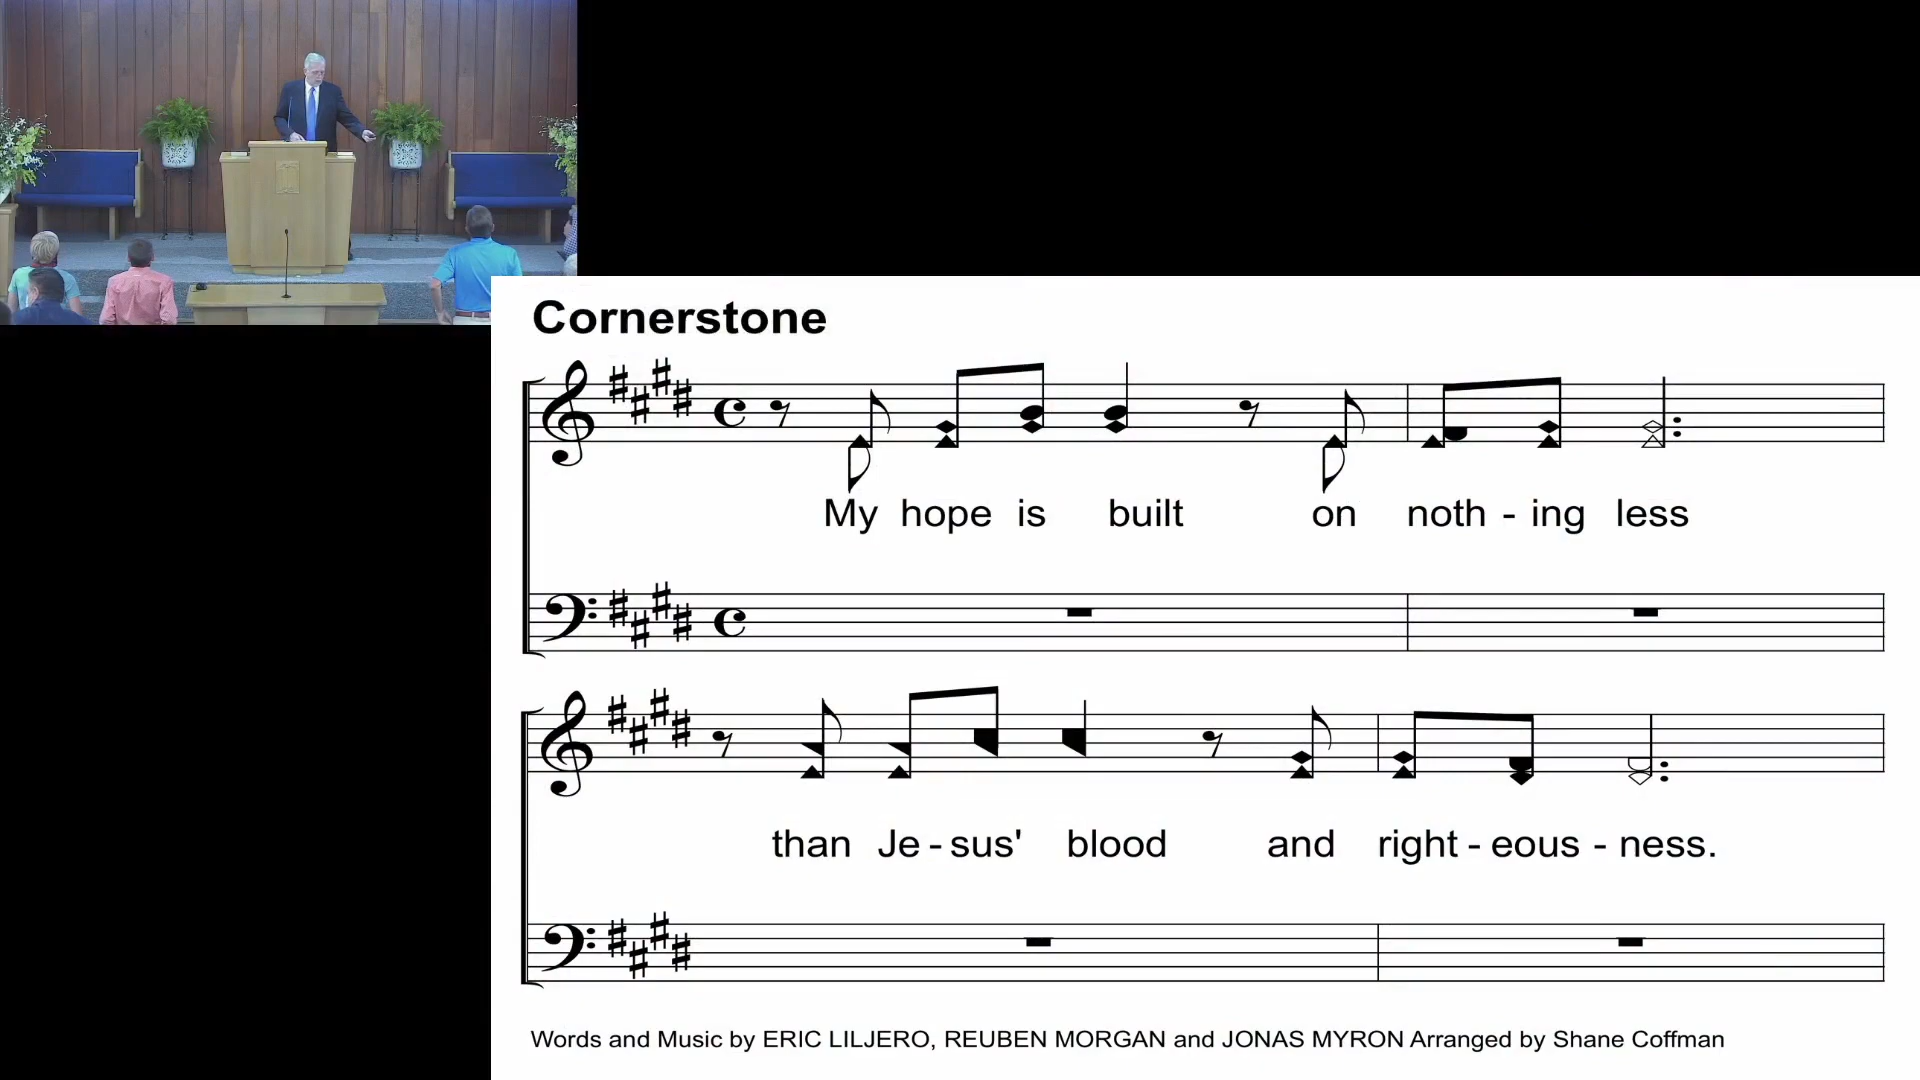 Cornerstone
My hope is built on noth - ing less
than Je - sus' blood and right - eous - ness.
Words and Music by ERIC LILJERO, REUBEN MORGAN and JONAS MYRON Arranged by Shane Coffman